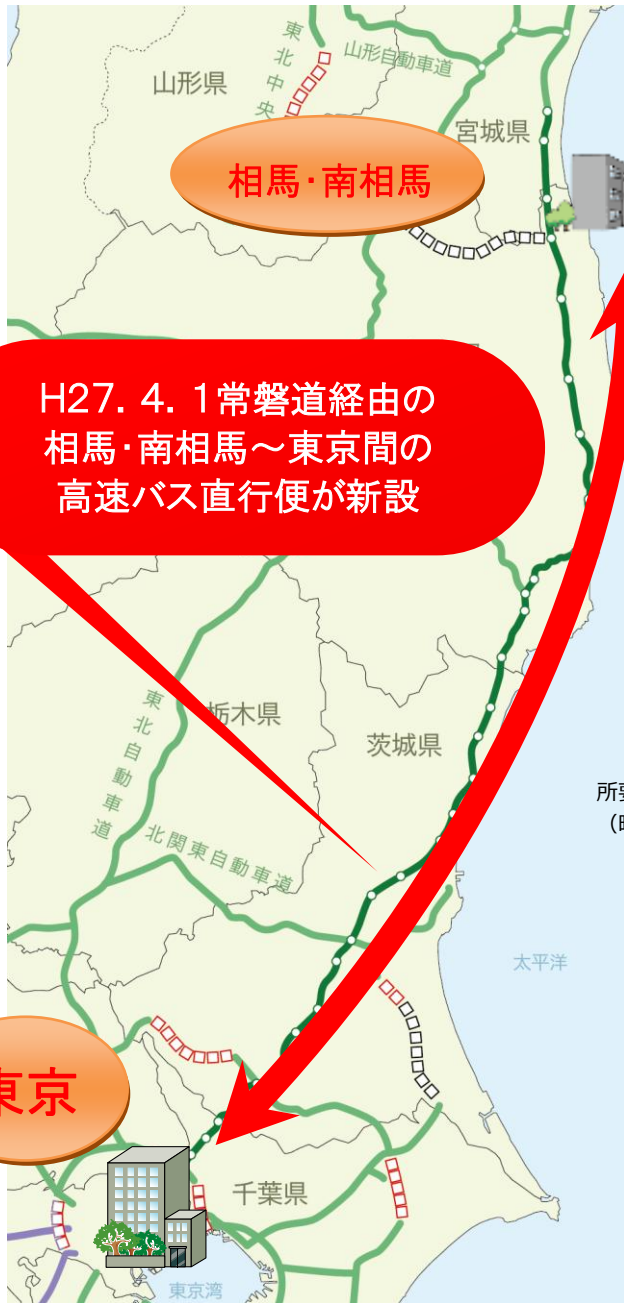 東北中央
山形自動車道
山形県
宮城県
相馬・南相馬
H27. 4. 1常磐道経由の
相馬・南相馬～東京間の
高速バス直行便が新設
東北自動車道
栃木県
茨城県
所要
北関東自動車道
太平洋
東京
千葉県
東京湾